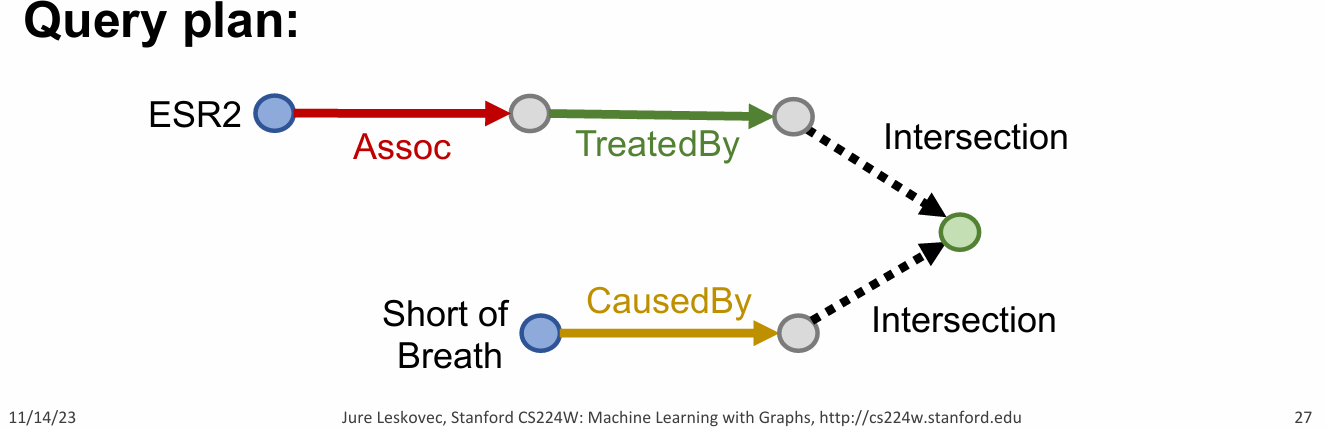 Query plan:
ESR2
Assoc
TreatedBy
Intersection
Short of
Breath
CausedBy
Intersection
11/14/23
Jure Leskovec, Stanford CS224W: Machine Learning with Graphs, http://cs224w.stanford.edu
27